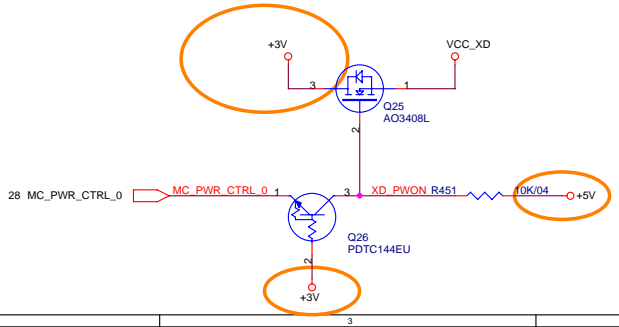 +3V
VCC_XD
3
1
Q25
AO3408L
2
28 MC_PWR_CTRL_0
MC_PWR_CTRL_0 1
3 XD_PWON R451
10K/04
+5V
Q26
PDTC144EU
2
+3V
3